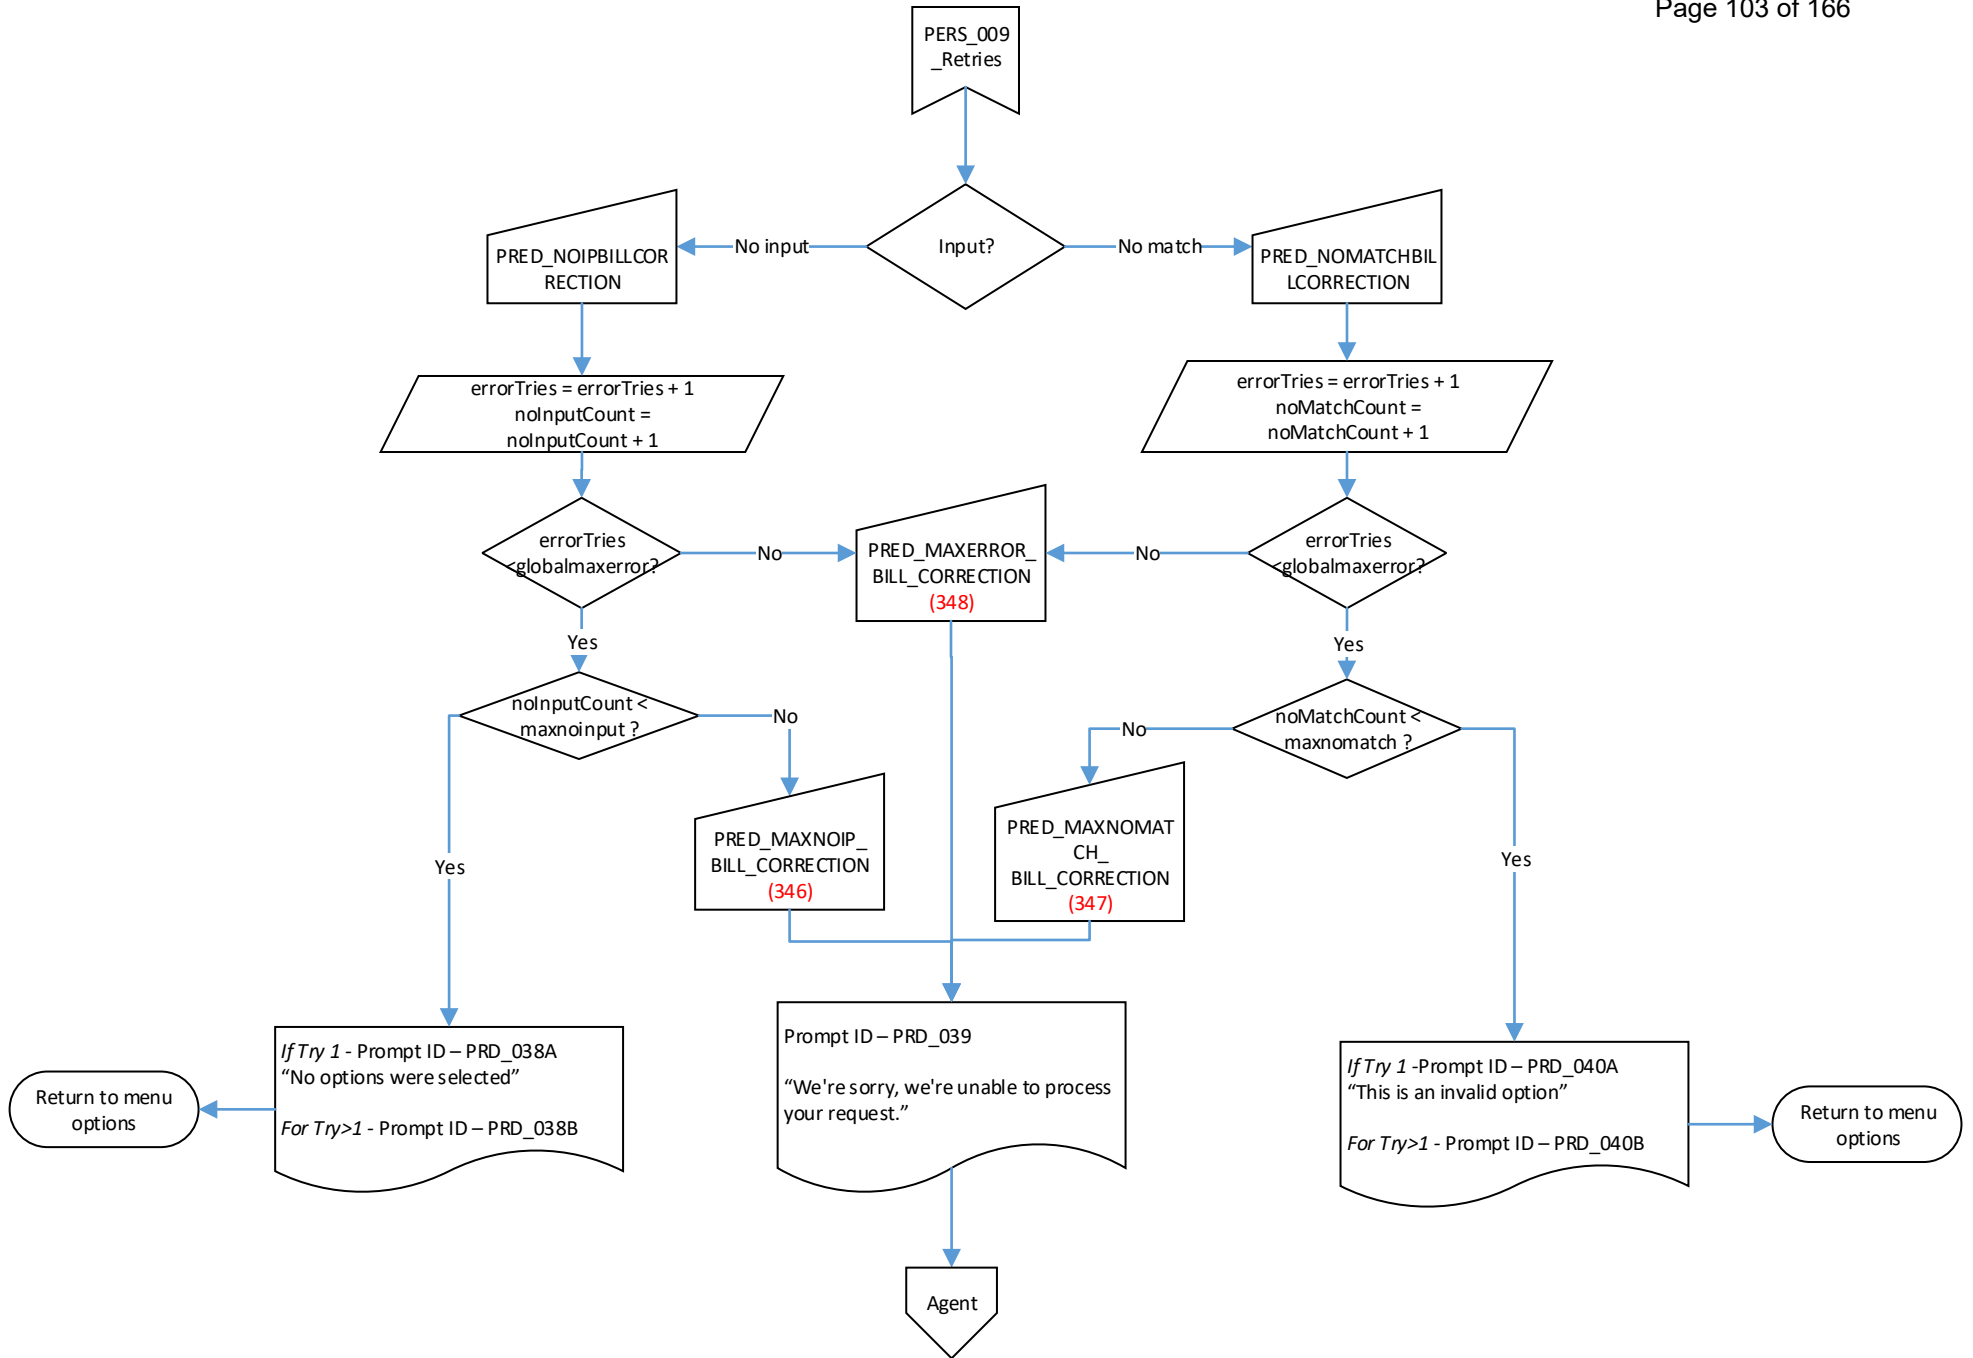 Page 103 of 166
PERS_009
_Retries
Input?
No input
No match
PRED_NOIPBILLCOR
RECTION
PRED_NOMATCHBIL
LCORRECTION
errorTries = errorTries + 1
noInputCount =
noInputCount + 1
errorTries = errorTries + 1
noMatchCount =
noMatchCount + 1
errorTries
<globalmaxerror?
No
PRED_MAXERROR_
BILL_CORRECTION
(348)
No
errorTries
<globalmaxerror?
Yes
Yes
noInputCount <
maxnoinput ?
No
No
noMatchCount <
maxnomatch ?
PRED_MAXNOIP_
BILL_CORRECTION
(346)
PRED_MAXNOMAT
CH_
BILL_CORRECTION
(347)
Yes
Yes
Return to menu
options
If Try 1 - Prompt ID – PRD_038A
“No options were selected”
For Try>1 - Prompt ID – PRD_038B
Prompt ID – PRD_039
“We're sorry, we're unable to process
your request.”
If Try 1 -Prompt ID – PRD_040A
“This is an invalid option”
For Try>1 - Prompt ID – PRD_040B
Return to menu
options
Agent